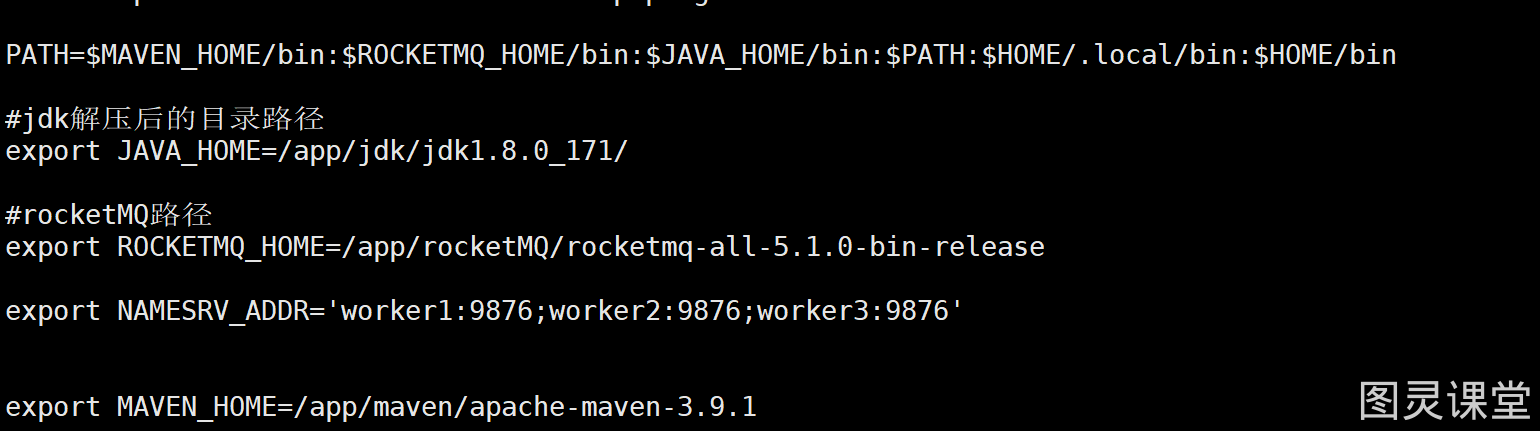 PATH=$MAVEN_HOME/bin:$ROCKETMQ_HOME/bin:$JAVA_HOME/bin:$PATH:$HOME/.local/bin:$HOME/bin
#jdk解压后的目录路径
export JAVA_HOME=/app/jdk/jdk1.8.0_171/
#rocketMQ路径
export ROCKETMQ_HOME=/app/rocketMQ/rocketmq-all-5.1.0-bin-release
export NAMESRV_ADDR='worker1:9876;worker2:9876;worker3:9876'
export MAVEN_HOME=/app/maven/apache-maven-3.9.1
图灵课堂